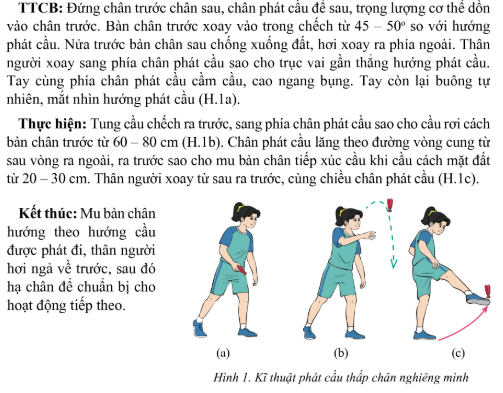 TTCB: Đứng chân trước chân sau, chân phát cầu để sau, trọng lượng cơ thể dồn
vào chân trước. Bàn chân trước xoay vào trong chếch từ 45 – 50º so với hướng
phát cầu. Nửa trước bàn chân sau chống xuống đất, hơi xoay ra phía ngoài. Thân
người xoay sang phía chân phát cầu sao cho trục vai gần thẳng hướng phát cầu.
Tay cùng phía chân phát cầu cầm cầu, cao ngang bụng. Tay còn lại buông tự
nhiên, mắt nhìn hướng phát cầu (H.1a).
Thực hiện: Tung cầu chếch ra trước, sang phía chân phát cầu sao cho cầu rơi cách
bàn chân trước từ 60 – 80 cm (H.1b). Chân phát cầu lăng theo đường vòng cung từ
sau vòng ra ngoài, ra trước sao cho mu bàn chân tiếp xúc cầu khi cầu cách mặt đất
từ 20 – 30 cm. Thân người xoay từ sau ra trước, cùng chiều chân phát cầu (H.1c).
Kết thúc: Mu bàn chân
hướng theo hướng cầu
được phát đi, thân người
hơi ngả về trước, sau đó
hạ chân để chuẩn bị cho
hoạt động tiếp theo.
(a)
(b)
(c)
Hình 1. Kĩ thuật phát cầu thấp chân nghiêng mình